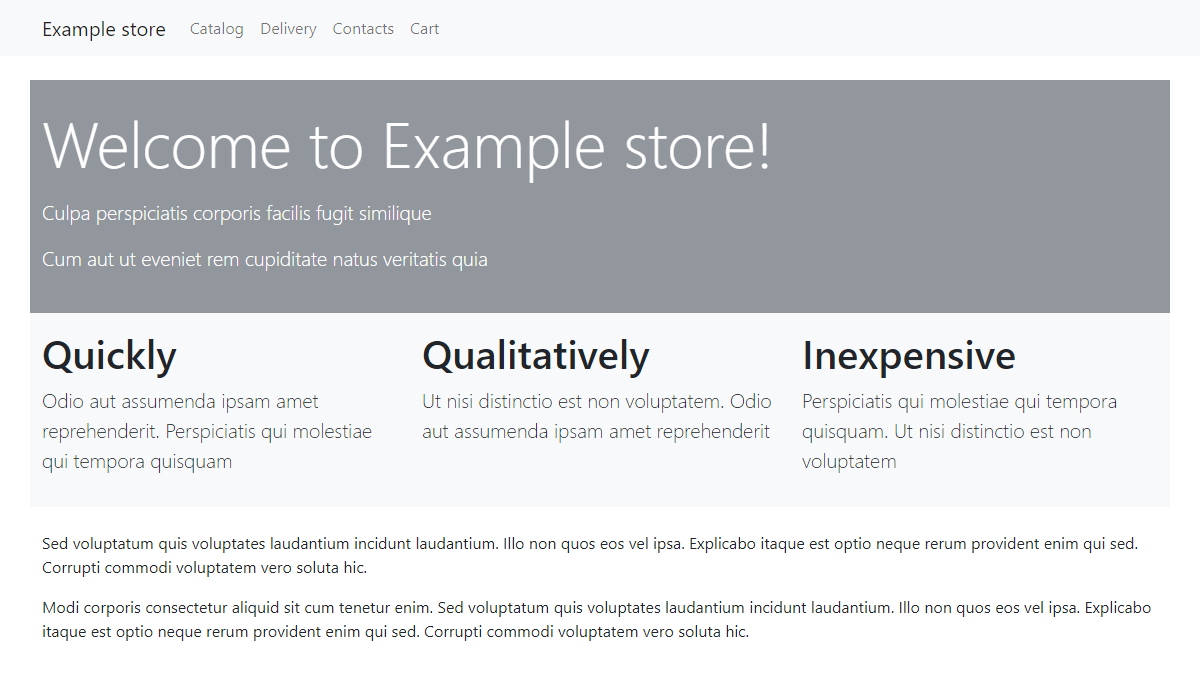 Example store Catalog Delivery Contacts Cart
Welcome to Example store!
Culpa perspiciatis corporis facilis fugit similique
Cum aut ut eveniet rem cupiditate natus veritatis quia
Quickly
Odio aut assumenda ipsam amet
reprehenderit. Perspiciatis qui molestiae
qui tempora quisquam
Qualitatively
Ut nisi distinctio est non voluptatem. Odio
aut assumenda ipsam amet reprehenderit
Inexpensive
Perspiciatis qui molestiae qui tempora
quisquam. Ut nisi distinctio est non
voluptatem
Sed voluptatum quis voluptates laudantium incidunt laudantium. Illo non quos eos vel ipsa. Explicabo itaque est optio neque rerum provident enim qui sed.
Corrupti commodi voluptatem vero soluta hic.
Modi corporis consectetur aliquid sit cum tenetur enim. Sed voluptatum quis voluptates laudantium incidunt laudantium. Illo non quos eos vel ipsa. Explicabo
itaque est optio neque rerum provident enim qui sed. Corrupti commodi voluptatem vero soluta hic.